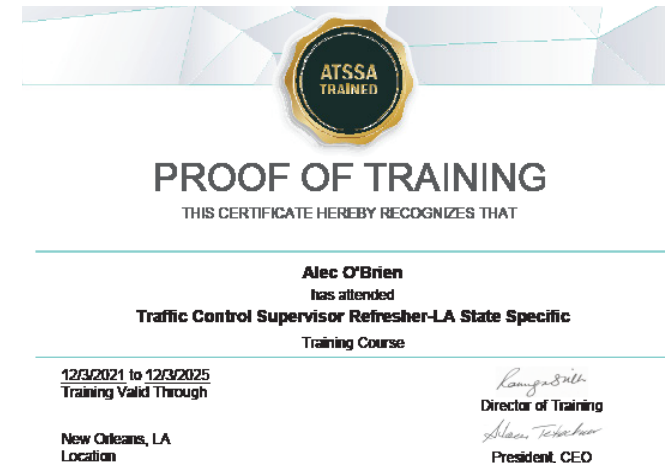 ATSSA
TRAINED
PROOF OF TRAINING
THIS CERTIFICATE HEREBY RECOGNIZES THAT
Alec O'Brien
has attended
Traffic Control Supervisor Refresher-LA State Specific
Training Course
12/3/2021 to 12/3/2025
Training Valid Through
Director of Training
New Orleans, LA
Location
President, CEO